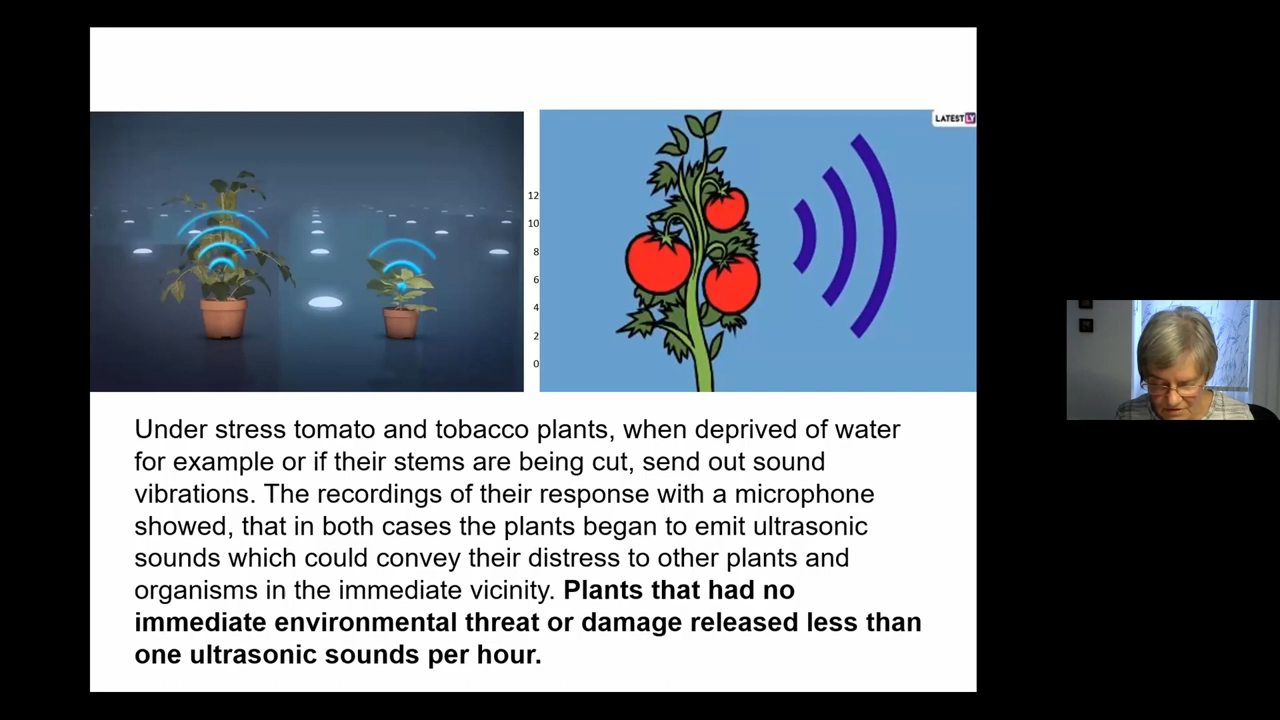 LATESTLY
12
10
8
6
4
2
0
Under stress tomato and tobacco plants, when deprived of water
for example or if their stems are being cut, send out sound
vibrations. The recordings of their response with a microphone
showed, that in both cases the plants began to emit ultrasonic
sounds which could convey their distress to other plants and
organisms in the immediate vicinity. Plants that had no
immediate environmental threat or damage released less than
one ultrasonic sounds per hour.